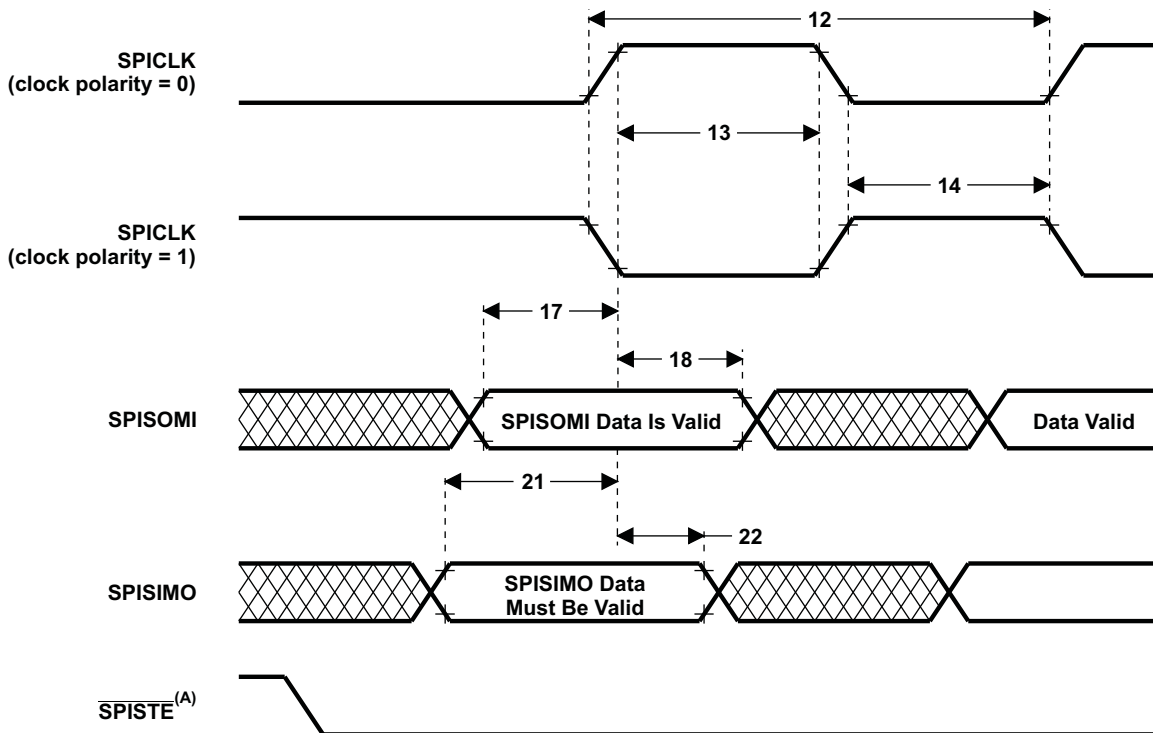 12
SPICLK
(clock polarity = 0)
13
14
SPICLK
(clock polarity = 1)
17
18
SPISOMI
SPISOMI Data Is Valid
Data Valid
21
22
SPISIMO
SPISIMO Data
Must Be Valid
SPISTE(A)